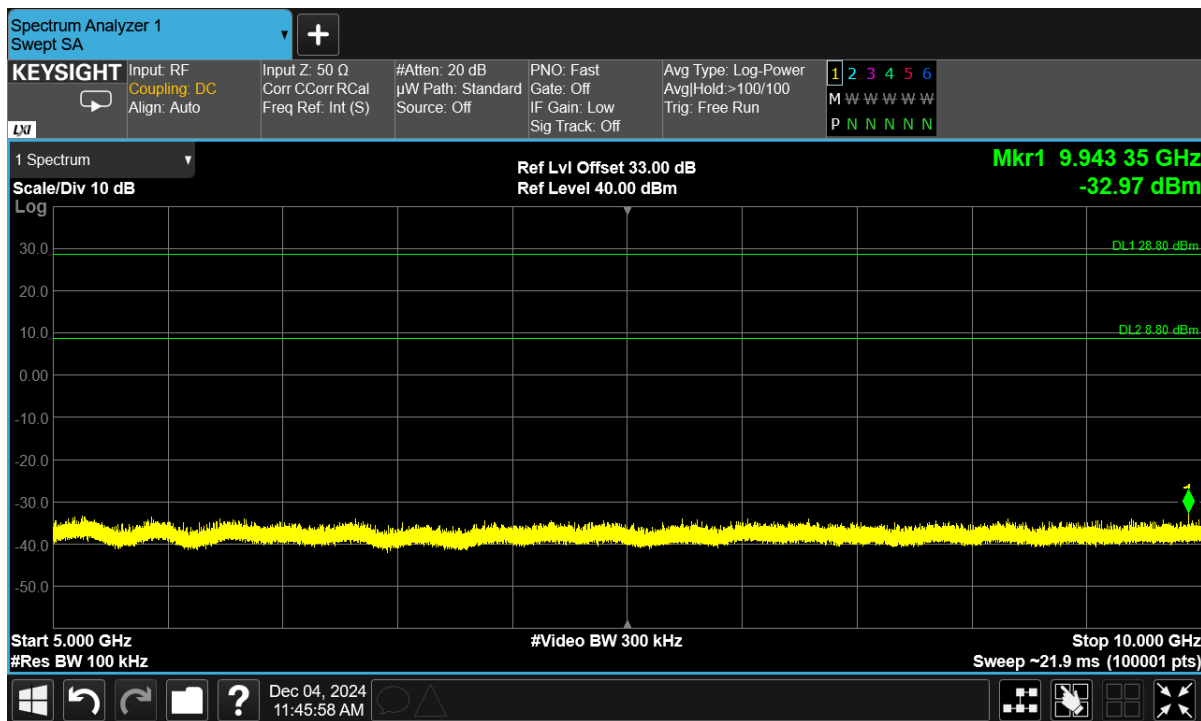 Spectrum Analyzer 1
Swept SA
KEYSIGHT
LXI
Input: RF
Coupling: DC
Align: Auto
Input Z: 50 Ω
Corr CCorr RCal
Freq Ref: Int (S)
#Atten: 20 dB
µW Path: Standard
Source: Off
PNO: Fast
Gate: Off
IF Gain: Low
Sig Track: Off
Avg Type: Log-Power
Avg|Hold:>100/100
Trig: Free Run
1 2 3 4 5 6
M W W W W W
P N N N N N
1 Spectrum
Scale/Div 10 dB
Log
Ref Lvl Offset 33.00 dB
Ref Level 40.00 dBm
Mkr1 9.943 35 GHz
-32.97 dBm
DL1 28.80 dBm
DL2 8.80 dBm
30.0
20.0
10.0
0.00
-10.0
-20.0
-30.0
-40.0
-50.0
1
Start 5.000 GHz
#Res BW 100 kHz
#Video BW 300 kHz
Stop 10.000 GHz
Sweep ~21.9 ms (100001 pts)
?
Dec 04, 2024
11:45:58 AM